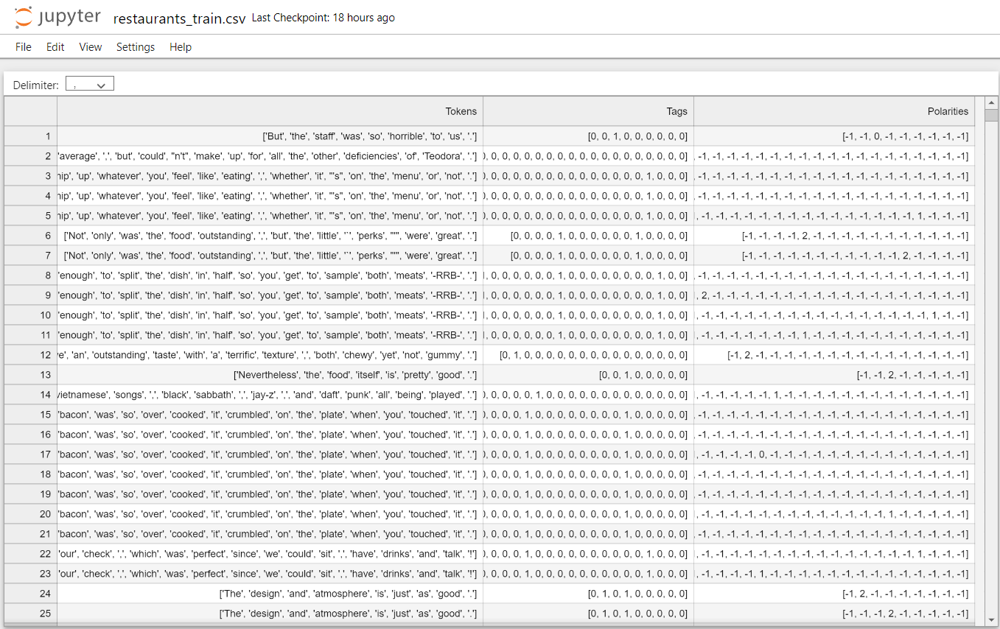 jupyter restaurants_train.csv Last Checkpoint: 18 hours ago
File Edit View Settings Help
Delimiter: ,
Tokens Tags Polarities
1 ['But', 'the', 'staff', 'was', 'so', 'horrible', 'to', 'us', '.'] [0, 0, 1, 0, 0, 0, 0, 0, 0] [-1, -1, 0, -1, -1, -1, -1, -1, -1]
2 'average', ',', 'but', 'could', "n't", 'make', 'up', 'for', 'all', 'the', 'other', 'deficiencies', 'of', 'Teodora', '.'] , 0, 0, 0, 0, 0, 0, 0, 0, 0, 0, 0, 0, 0, 0, 0, 0, 0, 0] , -1, -1, -1, -1, -1, -1, -1, -1, -1, -1, -1, -1, -1, -1, -1, -1, -1, -1, -1]
3 'up', 'whatever', 'you', 'feel', 'like', 'eating', ',', 'whether', 'it', "'s", 'on', 'the', 'menu', 'or', 'not', '.'] , 0, 0, 0, 0, 0, 0, 0, 0, 0, 0, 0, 0, 0, 0, 1, 0, 0, 0] , -1, -1, -1, -1, -1, -1, -1, -1, -1, -1, -1, -1, -1, -1, -1, -1, -1, -1, -1]
4 'up', 'whatever', 'you', 'feel', 'like', 'eating', ',', 'whether', 'it', "'s", 'on', 'the', 'menu', 'or', 'not', '.'] , 0, 0, 0, 0, 0, 0, 0, 0, 0, 0, 0, 0, 0, 0, 1, 0, 0, 0] , -1, -1, -1, -1, -1, -1, -1, -1, -1, -1, -1, -1, -1, -1, -1, -1, -1, -1, -1]
5 'up', 'whatever', 'you', 'feel', 'like', 'eating', ',', 'whether', 'it', "'s", 'on', 'the', 'menu', 'or', 'not', '.'] , 0, 0, 0, 0, 0, 0, 0, 0, 0, 0, 0, 0, 0, 0, 1, 0, 0, 0] , -1, -1, -1, -1, -1, -1, -1, -1, -1, -1, -1, -1, -1, -1, -1, 1, -1, -1, -1]
6 ['Not', 'only', 'was', 'the', 'food', 'outstanding', ',', 'but', 'the', 'little', '``', 'perks', "''", 'were', 'great', '.'] [0, 0, 0, 0, 1, 0, 0, 0, 0, 0, 0, 1, 0, 0, 0, 0] [-1, -1, -1, -1, 2, -1, -1, -1, -1, -1, -1, -1, -1, -1, -1, -1]
7 ['Not', 'only', 'was', 'the', 'food', 'outstanding', ',', 'but', 'the', 'little', '``', 'perks', "''", 'were', 'great', '.'] [0, 0, 0, 0, 1, 0, 0, 0, 0, 0, 0, 1, 0, 0, 0, 0] [-1, -1, -1, -1, -1, -1, -1, -1, -1, -1, -1, 2, -1, -1, -1, -1]
8 'enough', 'to', 'split', 'the', 'dish', 'in', 'half', 'so', 'you', 'get', 'to', 'sample', 'both', 'meats', '-RRB-', '.'] , 0, 0, 0, 0, 0, 0, 1, 0, 0, 0, 0, 0, 0, 0, 0, 1, 0, 0] , -1, -1, -1, -1, -1, -1, -1, -1, -1, -1, -1, -1, -1, -1, -1, -1, -1, -1, -1]
9 'enough', 'to', 'split', 'the', 'dish', 'in', 'half', 'so', 'you', 'get', 'to', 'sample', 'both', 'meats', '-RRB-', '.'] , 0, 0, 0, 0, 0, 0, 1, 0, 0, 0, 0, 0, 0, 0, 0, 1, 0, 0] , 2, -1, -1, -1, -1, -1, -1, -1, -1, -1, -1, -1, -1, -1, -1, -1, -1, -1, -1]
10 'enough', 'to', 'split', 'the', 'dish', 'in', 'half', 'so', 'you', 'get', 'to', 'sample', 'both', 'meats', '-RRB-', '.'] , 0, 0, 0, 0, 0, 0, 1, 0, 0, 0, 0, 0, 0, 0, 0, 1, 0, 0] , -1, -1, -1, -1, -1, -1, -1, -1, -1, -1, -1, -1, -1, -1, -1, -1, 1, -1, -1]
11 'enough', 'to', 'split', 'the', 'dish', 'in', 'half', 'so', 'you', 'get', 'to', 'sample', 'both', 'meats', '-RRB-', '.'] , 0, 0, 0, 0, 0, 0, 1, 0, 0, 0, 0, 0, 0, 0, 0, 1, 0, 0] , -1, -1, -1, -1, -1, -1, -1, -1, 1, -1, -1, -1, -1, -1, -1, -1, -1, -1, -1]
12 'an', 'outstanding', 'taste', 'with', 'a', 'terrific', 'texture', ',', 'both', 'chewy', 'yet', 'not', 'gummy', '.'] [0, 1, 0, 0, 0, 0, 0, 0, 0, 0, 0, 0, 0, 0, 0, 0, 0] [-1, 2, -1, -1, -1, -1, -1, -1, -1, -1, -1, -1, -1, -1, -1, -1, -1]
13 ['Nevertheless', 'the', 'food', 'itself', 'is', 'pretty', 'good', '.'] [0, 0, 1, 0, 0, 0, 0, 0] [-1, -1, 2, -1, -1, -1, -1, -1]
14 vietnamese', 'songs', ',', 'black', 'sabbath', ',', 'jay-z', ',', 'and', 'daft', 'punk', 'all', 'being', 'played', '.'] , 0, 0, 0, 0, 1, 0, 0, 0, 0, 0, 0, 0, 0, 0, 0, 0, 0, 0] , -1, -1, -1, -1, -1, 1, -1, -1, -1, -1, -1, -1, -1, -1, -1, -1, -1, -1, -1]
15 'bacon', 'was', 'so', 'over', 'cooked', 'it', 'crumbled', 'on', 'the', 'plate', 'when', 'you', 'touched', 'it', '.'] , 0, 0, 0, 1, 0, 0, 0, 0, 0, 0, 0, 0, 1, 0, 0, 0, 0, 0] , -1, -1, -1, -1, -1, -1, -1, -1, -1, -1, -1, -1, -1, -1, -1, -1, -1, -1, -1]
16 'bacon', 'was', 'so', 'over', 'cooked', 'it', 'crumbled', 'on', 'the', 'plate', 'when', 'you', 'touched', 'it', '.'] , 0, 0, 0, 1, 0, 0, 0, 0, 0, 0, 0, 0, 1, 0, 0, 0, 0, 0] , -1, -1, -1, -1, -1, -1, -1, -1, -1, -1, -1, -1, -1, -1, -1, -1, -1, -1, -1]
17 'bacon', 'was', 'so', 'over', 'cooked', 'it', 'crumbled', 'on', 'the', 'plate', 'when', 'you', 'touched', 'it', '.'] , 0, 0, 0, 1, 0, 0, 0, 0, 0, 0, 0, 0, 1, 0, 0, 0, 0, 0] , -1, -1, -1, -1, 0, -1, -1, -1, -1, -1, -1, -1, -1, -1, -1, -1, -1, -1, -1]
18 'bacon', 'was', 'so', 'over', 'cooked', 'it', 'crumbled', 'on', 'the', 'plate', 'when', 'you', 'touched', 'it', '.'] , 0, 0, 0, 1, 0, 0, 0, 0, 0, 0, 0, 0, 1, 0, 0, 0, 0, 0] , -1, -1, -1, -1, -1, -1, -1, -1, -1, -1, -1, -1, -1, -1, -1, -1, -1, -1, -1]
19 'bacon', 'was', 'so', 'over', 'cooked', 'it', 'crumbled', 'on', 'the', 'plate', 'when', 'you', 'touched', 'it', '.'] , 0, 0, 0, 1, 0, 0, 0, 0, 0, 0, 0, 0, 1, 0, 0, 0, 0, 0] , -1, -1, -1, -1, -1, -1, -1, -1, -1, -1, -1, -1, -1, -1, -1, -1, -1, -1, -1]
20 'bacon', 'was', 'so', 'over', 'cooked', 'it', 'crumbled', 'on', 'the', 'plate', 'when', 'you', 'touched', 'it', '.'] , 0, 0, 0, 1, 0, 0, 0, 0, 0, 0, 0, 0, 1, 0, 0, 0, 0, 0] , -1, -1, -1, -1, -1, -1, -1, -1, -1, -1, -1, -1, -1, 1, -1, -1, -1, -1, -1]
21 'bacon', 'was', 'so', 'over', 'cooked', 'it', 'crumbled', 'on', 'the', 'plate', 'when', 'you', 'touched', 'it', '.'] , 0, 0, 0, 1, 0, 0, 0, 0, 0, 0, 0, 0, 1, 0, 0, 0, 0, 0] , -1, -1, -1, -1, -1, -1, -1, -1, -1, -1, -1, -1, -1, -1, -1, -1, -1, -1, -1]
22 'our', 'check', ',', 'which', 'was', 'perfect', 'since', 'we', 'could', 'sit', ',', 'have', 'drinks', 'and', 'talk', '!'] , 0, 0, 0, 1, 0, 0, 0, 0, 0, 0, 0, 0, 0, 0, 1, 0, 0, 0] , -1, -1, -1, -1, -1, -1, -1, -1, -1, -1, -1, -1, -1, -1, -1, 1, -1, -1, -1]
23 'our', 'check', ',', 'which', 'was', 'perfect', 'since', 'we', 'could', 'sit', ',', 'have', 'drinks', 'and', 'talk', '!'] , 0, 0, 0, 1, 0, 0, 0, 0, 0, 0, 0, 0, 0, 0, 1, 0, 0, 0] , -1, -1, -1, -1, 1, -1, -1, -1, -1, -1, -1, -1, -1, -1, -1, -1, -1, -1, -1]
24 ['The', 'design', 'and', 'atmosphere', 'is', 'just', 'as', 'good', '.'] [0, 1, 0, 1, 0, 0, 0, 0, 0] [-1, 2, -1, -1, -1, -1, -1, -1, -1]
25 ['The', 'design', 'and', 'atmosphere', 'is', 'just', 'as', 'good', '.'] [0, 1, 0, 1, 0, 0, 0, 0, 0] [-1, -1, -1, 2, -1, -1, -1, -1, -1]